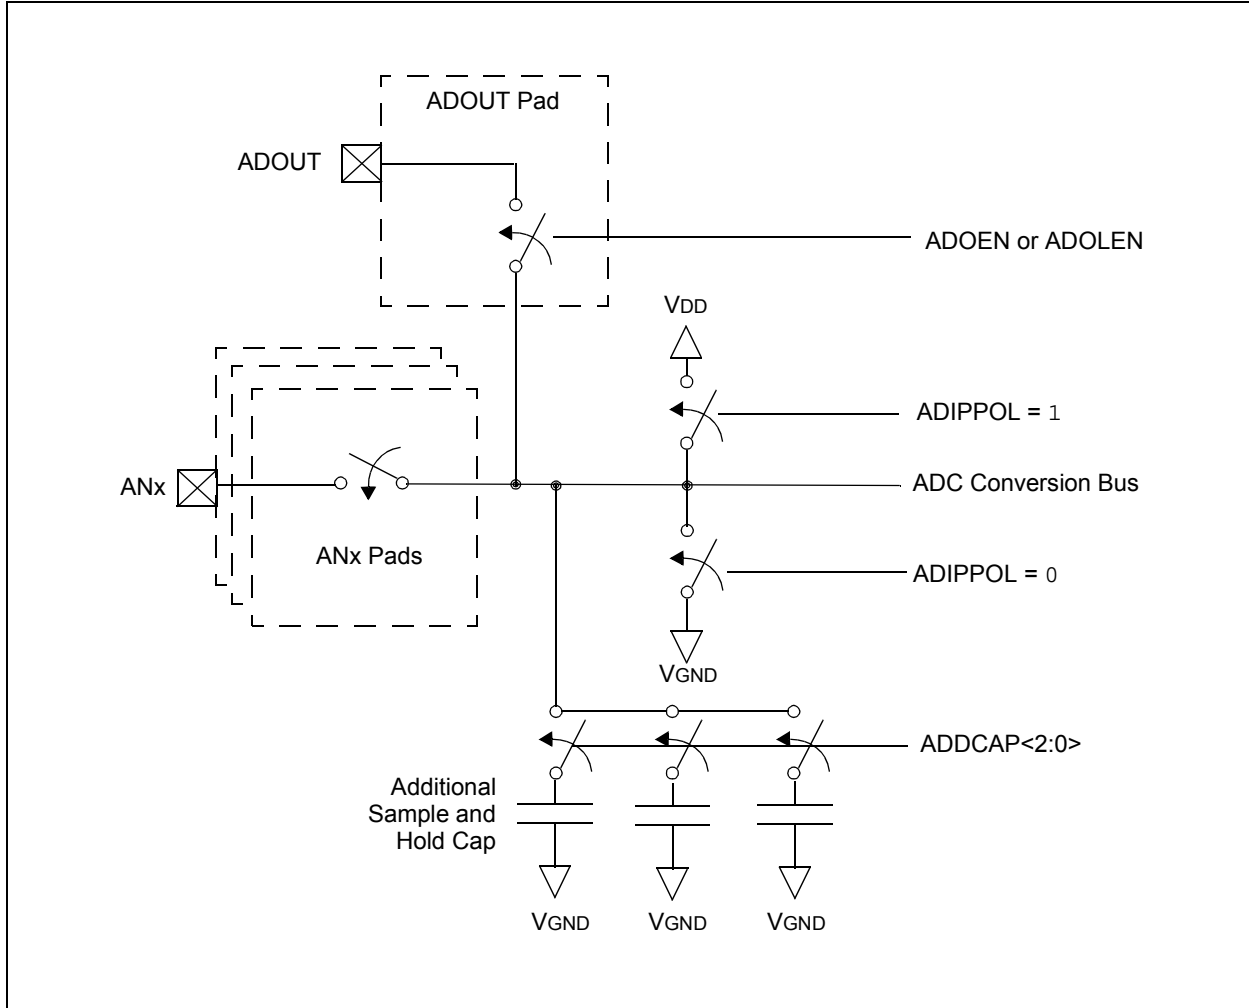 ADOUT Pad
ADOUT
ADOEN or ADOLEN
VDD
ADIPPOL = 1
ANx
ADC Conversion Bus
ANx Pads
ADIPPOL = 0
VGND
ADDCAP<2:0>
Additional
Sample and
Hold Cap
VGND
VGND
VGND